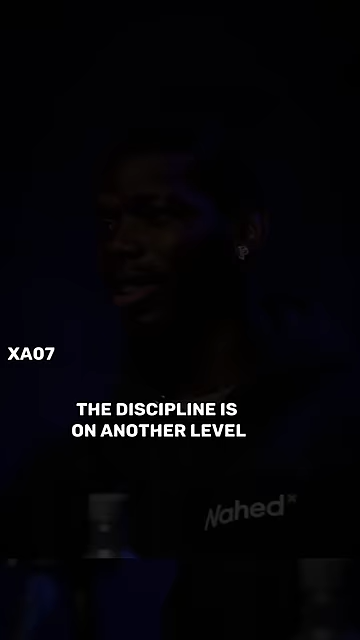 XA07
THE DISCIPLINE IS
ON ANOTHER LEVEL
Nahed×